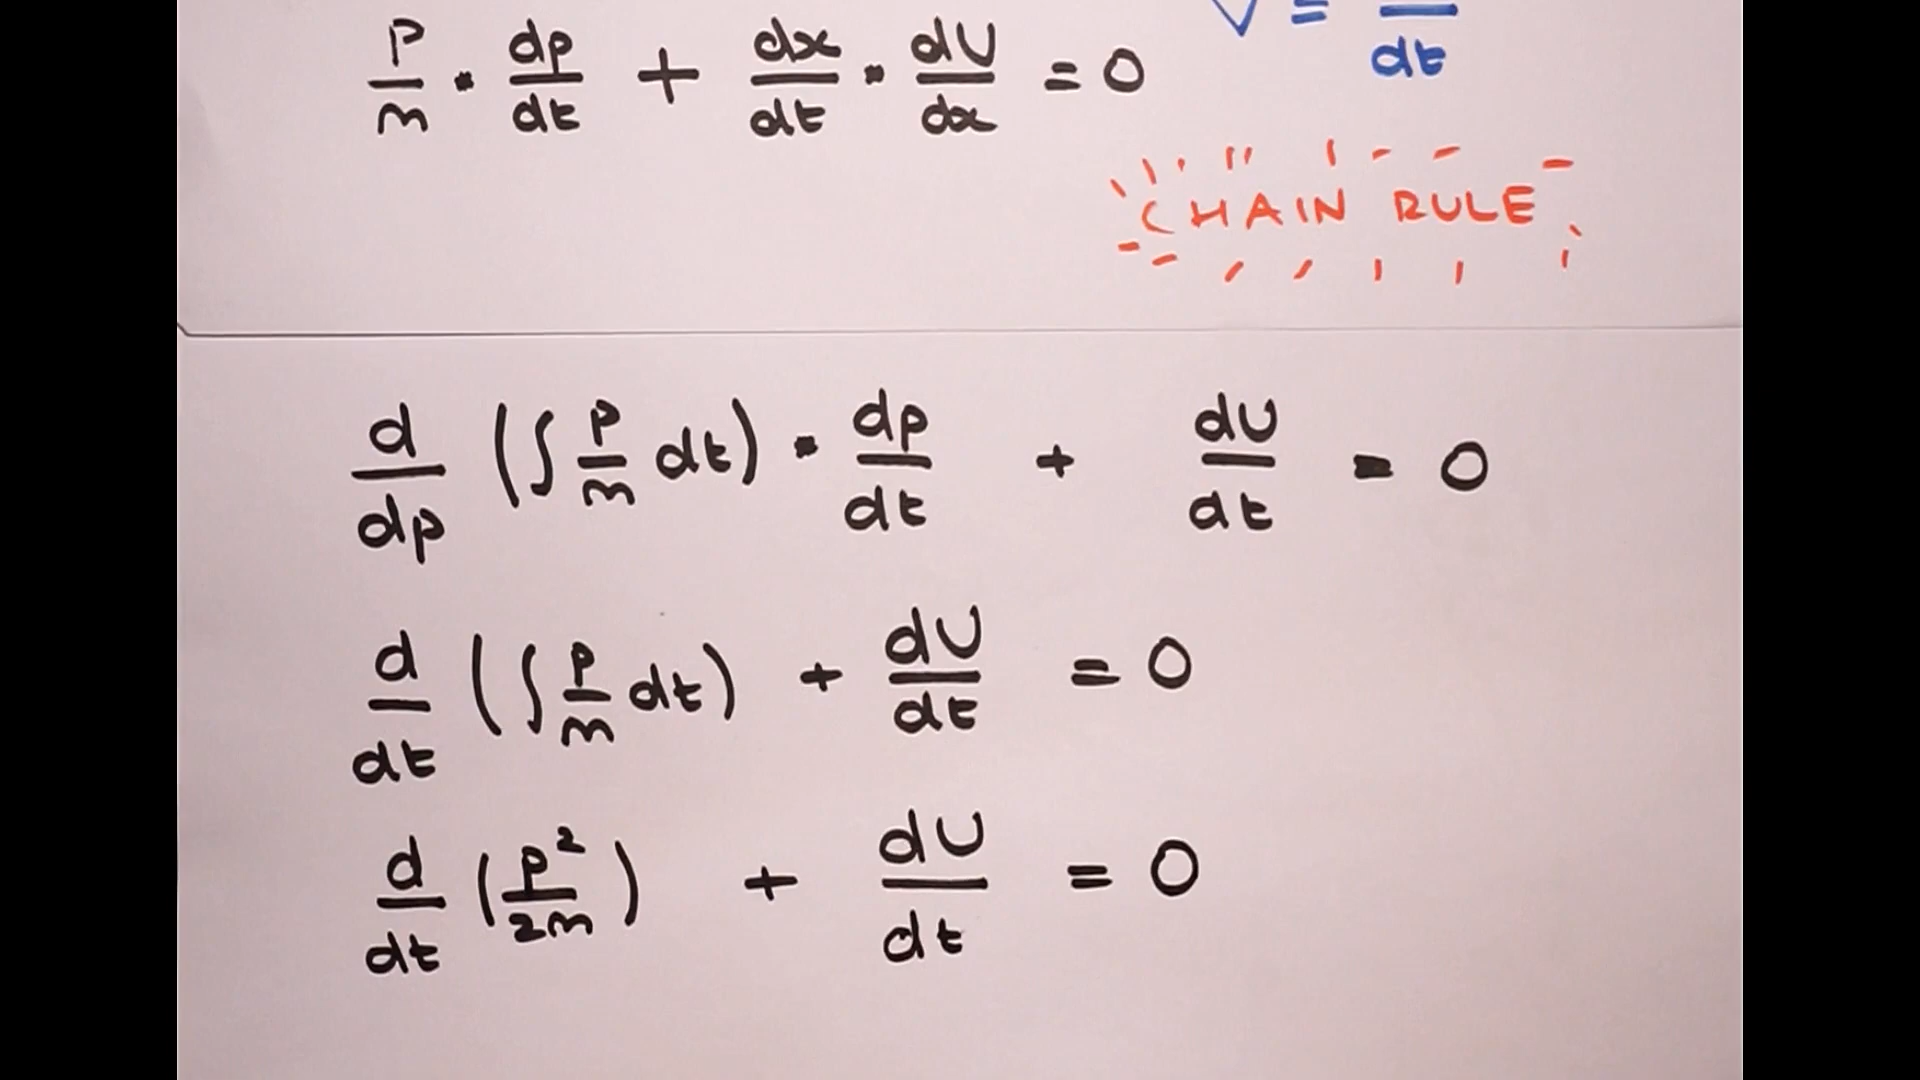 p/m · dp/dt + dx/dt · dU/dx = 0
V = /dt
CHAIN RULE
d/dp (∫ p/m dt) · dp/dt + dU/dt = 0
d/dt (∫ p/m dt) + dU/dt = 0
d/dt (p²/2m) + dU/dt = 0